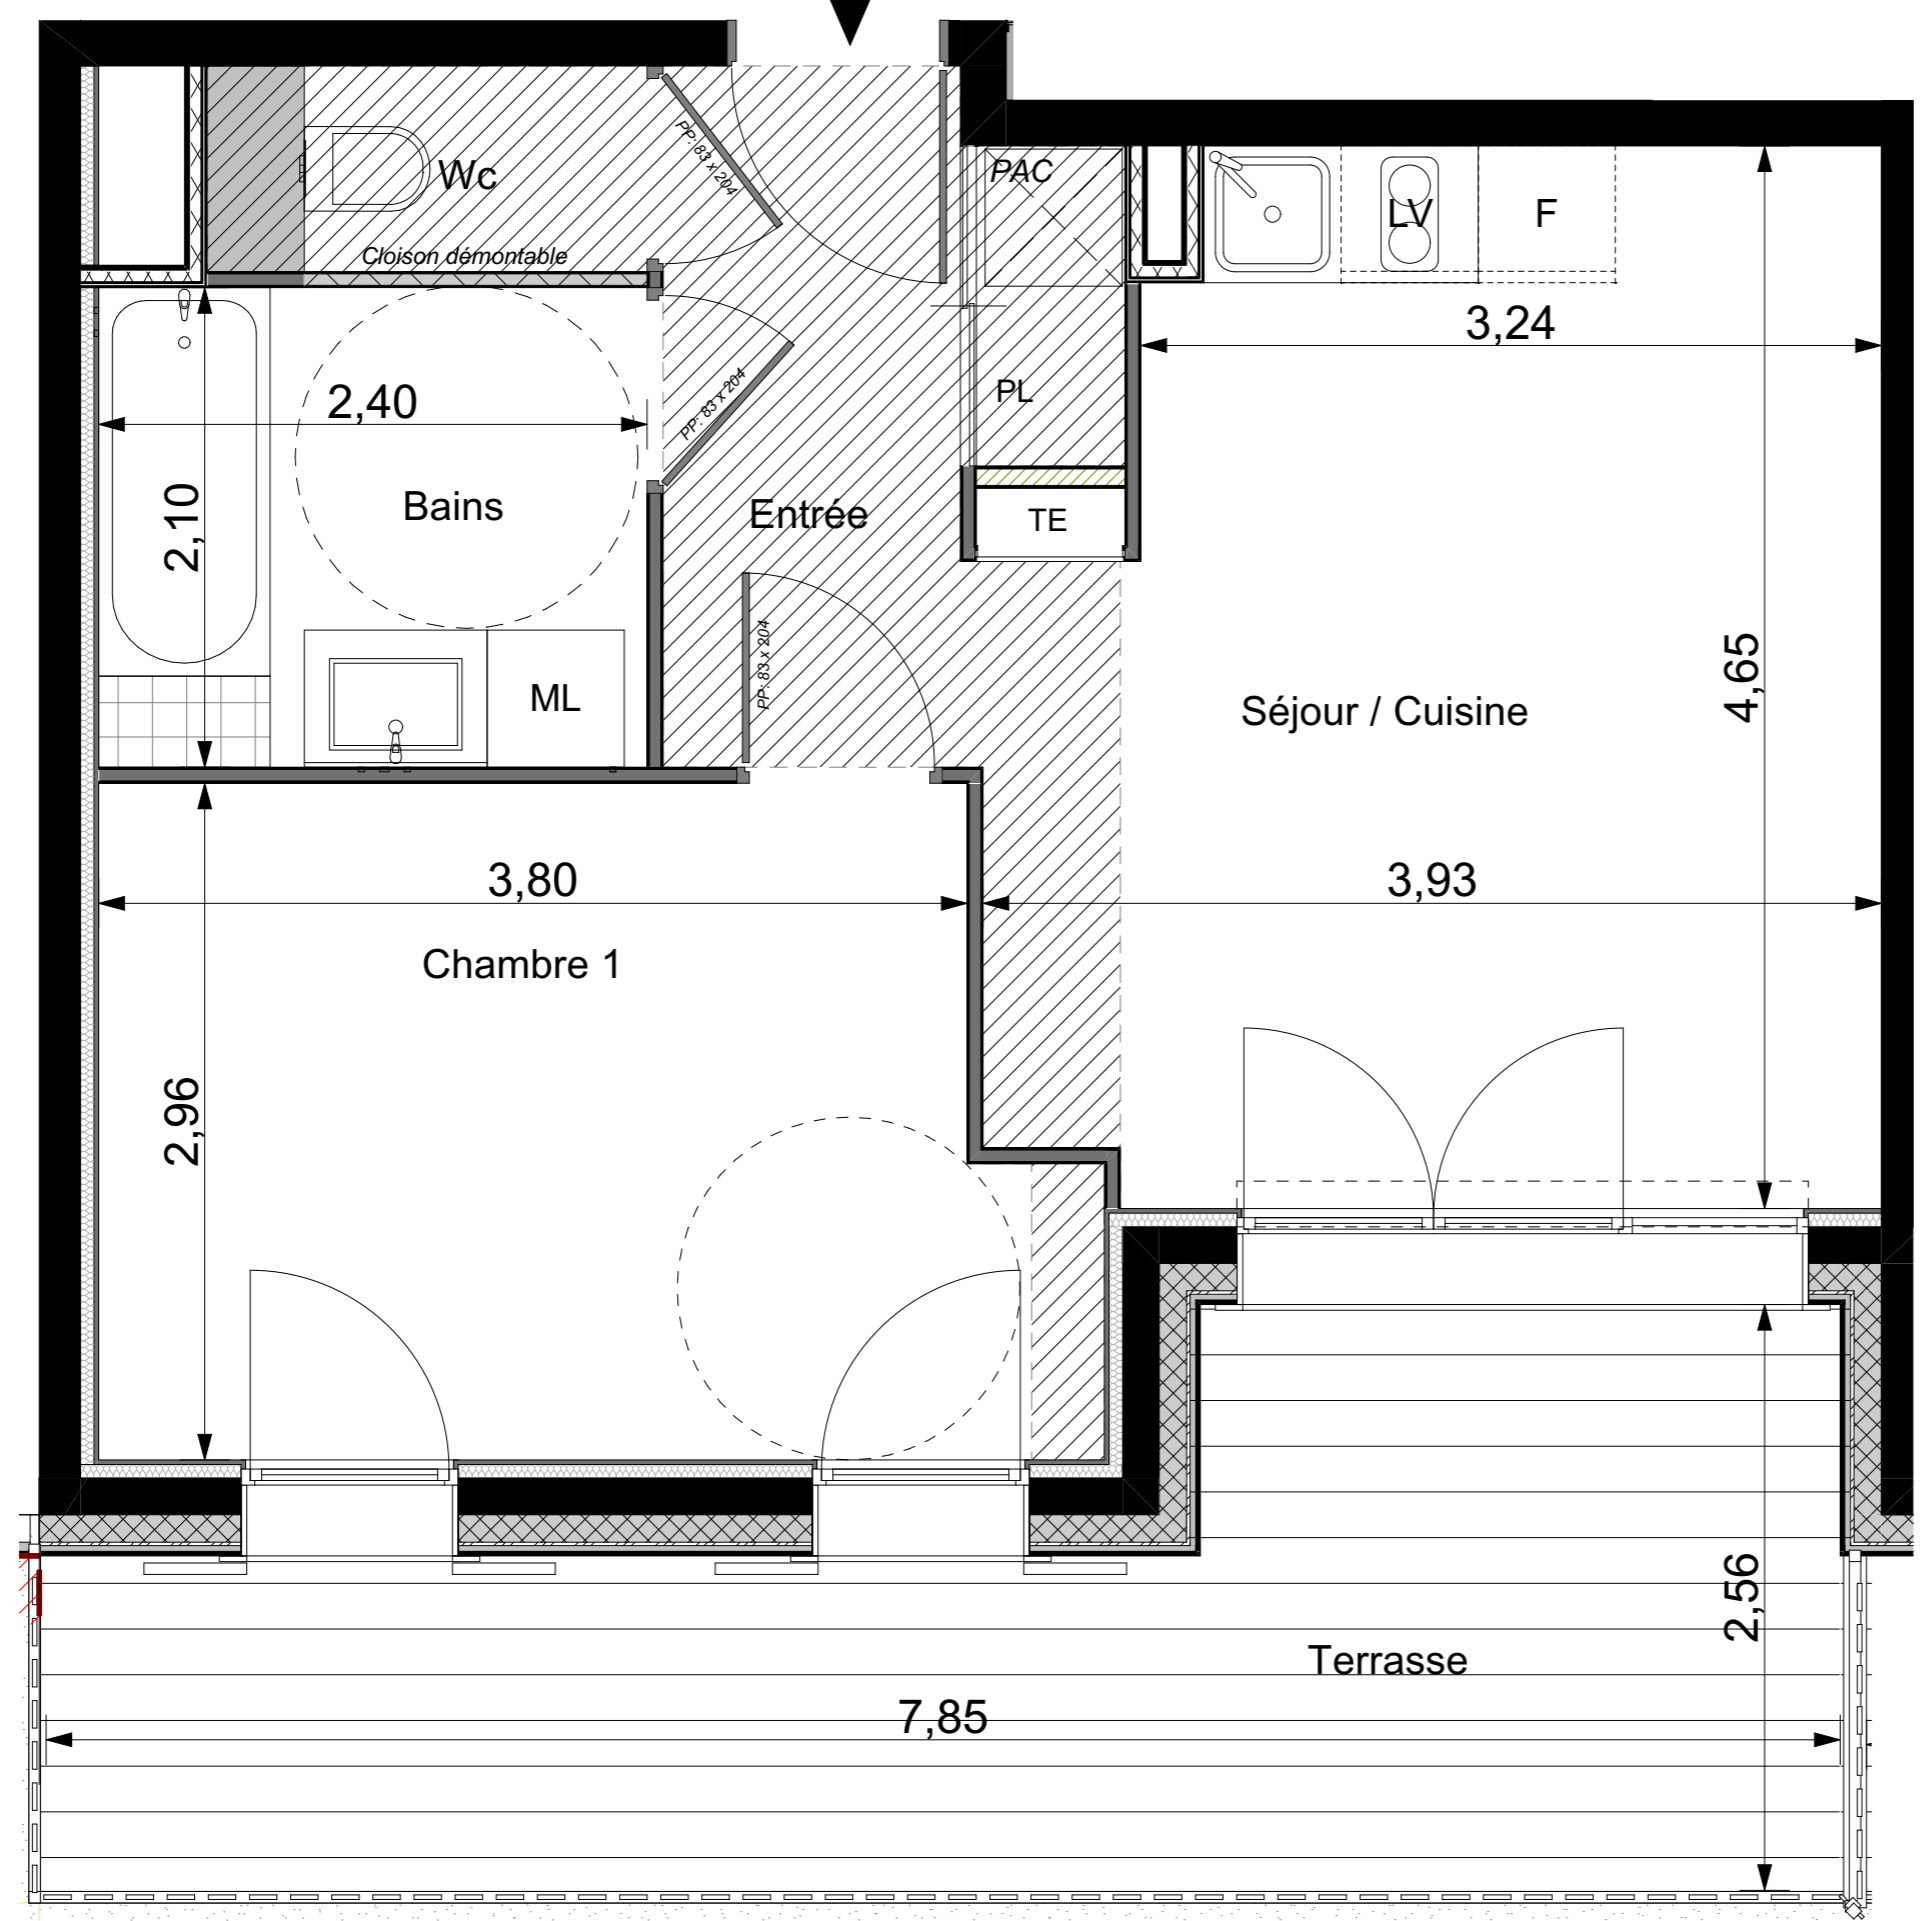 PAC
PP: 83 x 204
Wc
LV
F
Cloison démontable
3,24
PL
PP: 83 x 204
2,40
Bains
Entrée
TE
2,10
PP: 83 x 204
ML
Séjour / Cuisine
4,65
3,80
3,93
Chambre 1
2,96
2,56
Terrasse
7,85